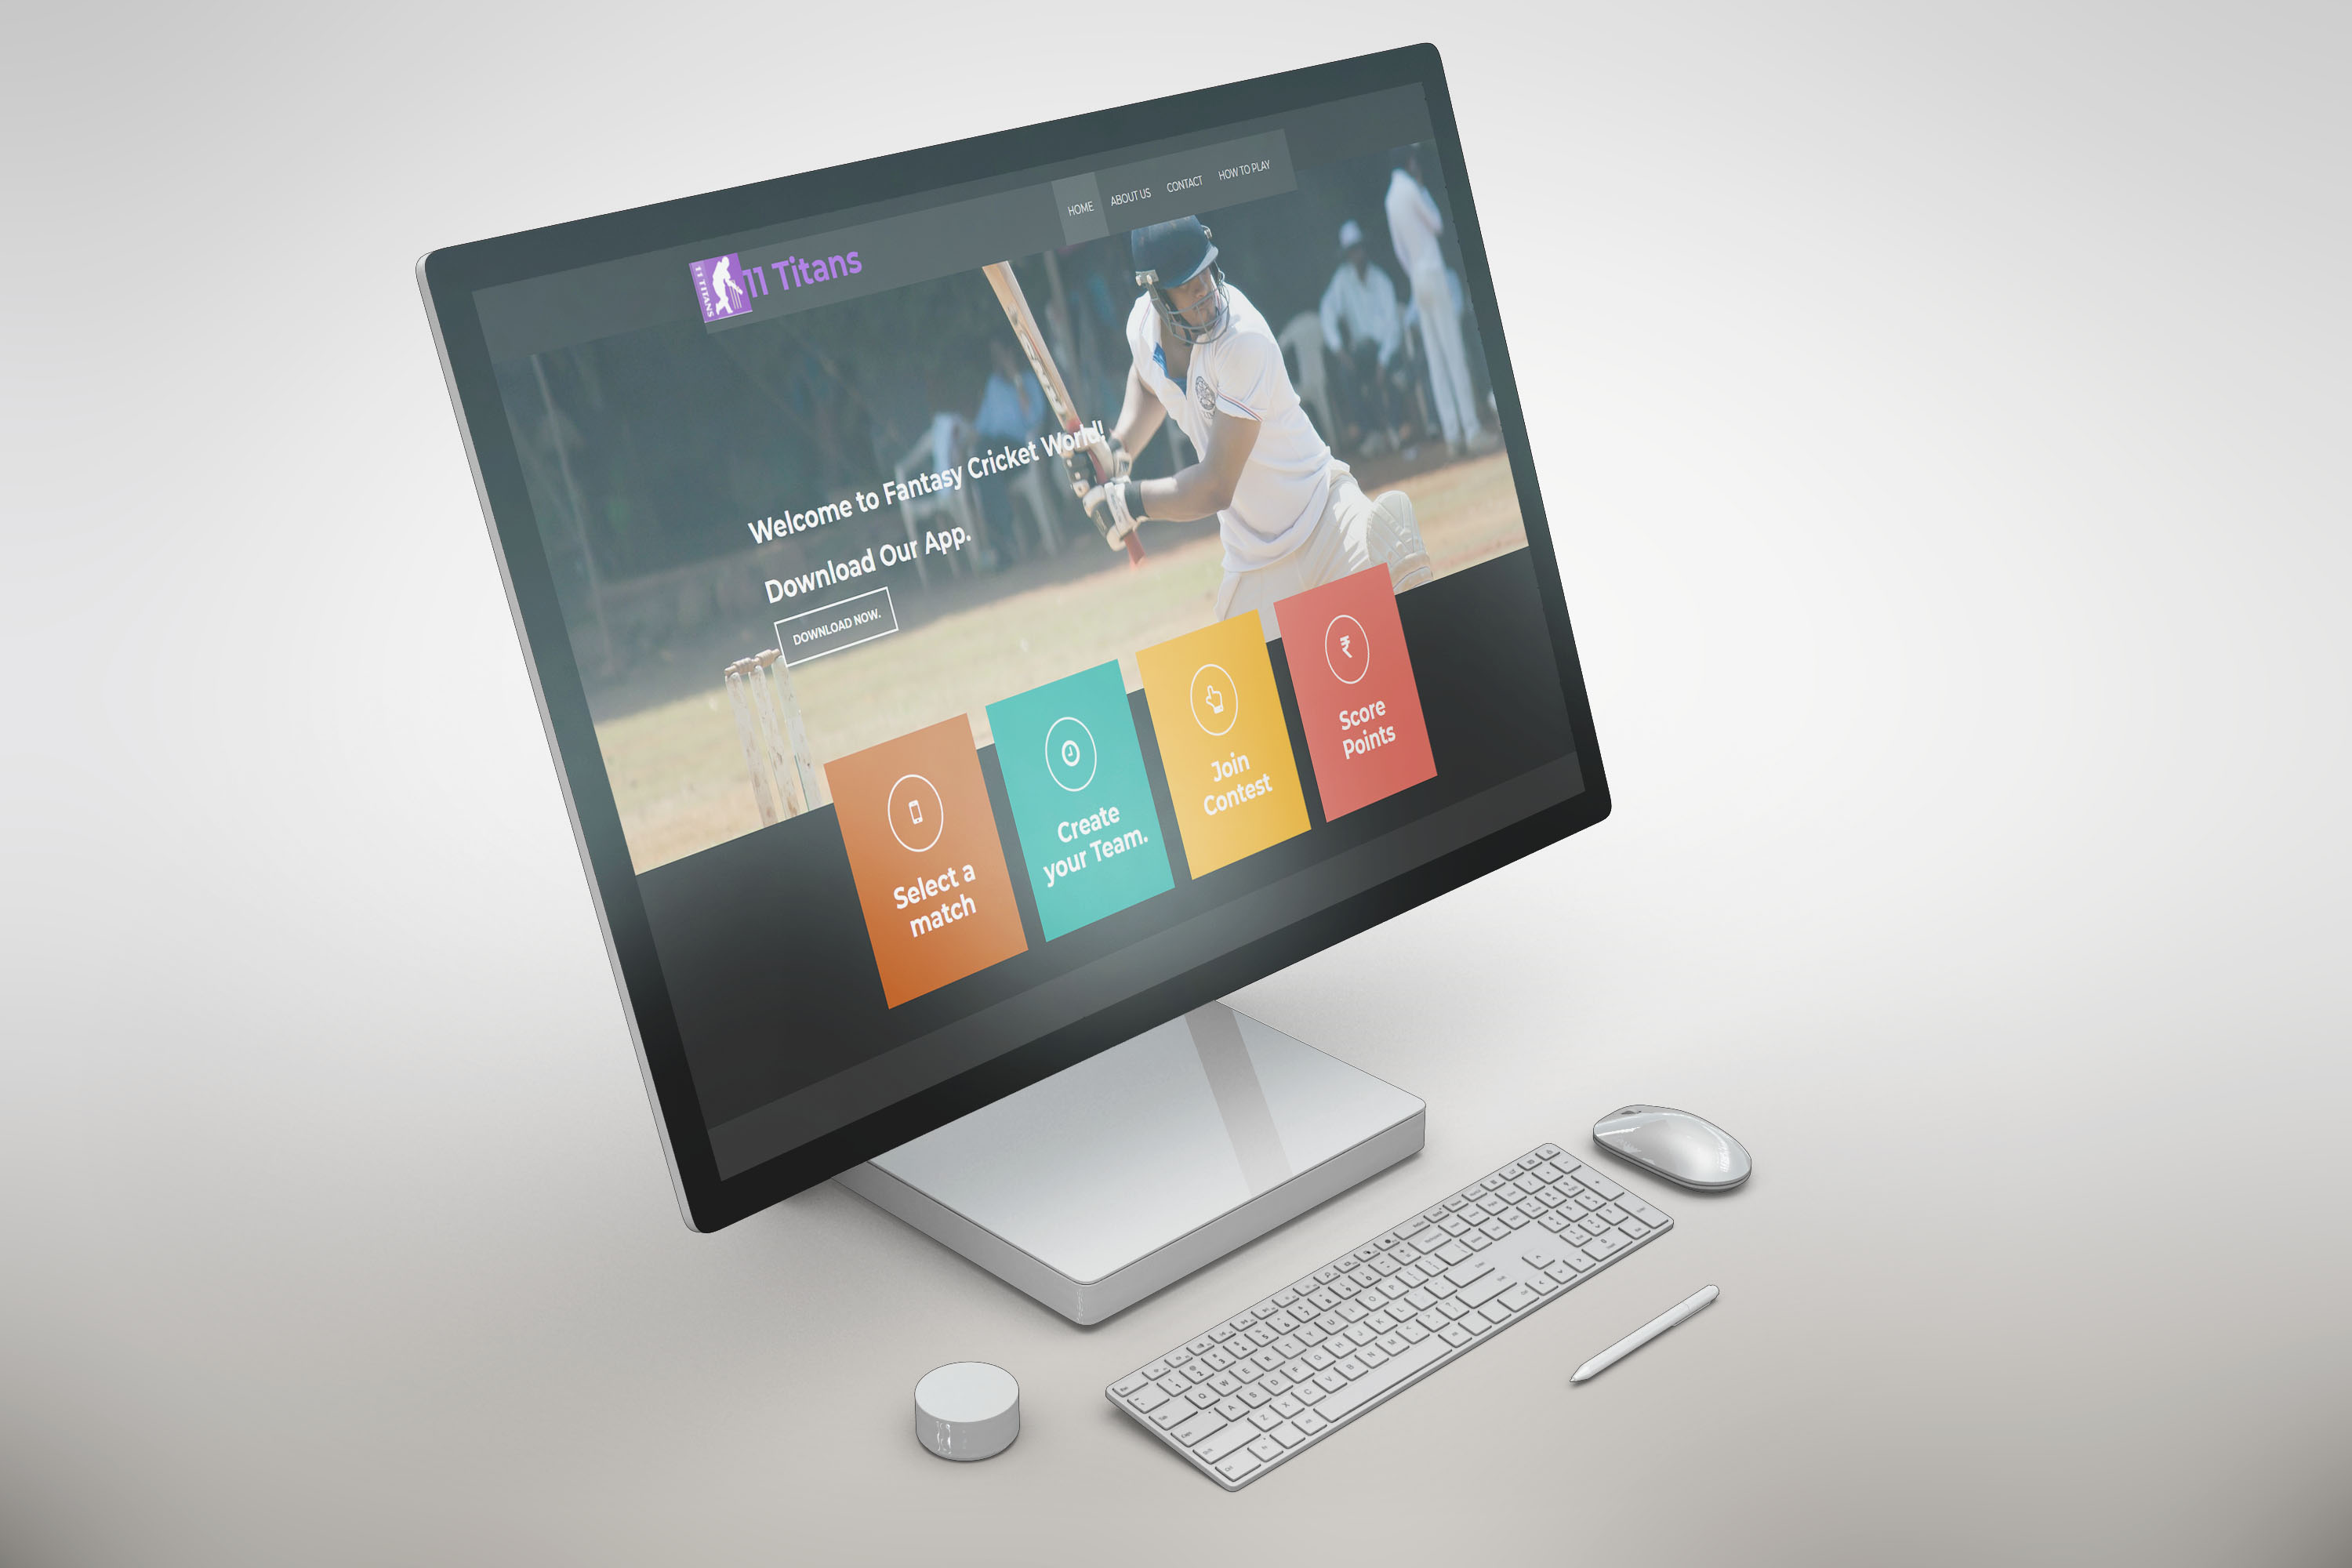 HOME ABOUT US CONTACT HOW TO PLAY
11 TITANS
11 Titans
Welcome to Fantasy Cricket World!
Download Our App.
DOWNLOAD NOW.
Select a
match
Create
your Team.
Join
Contest
₹
Score
Points